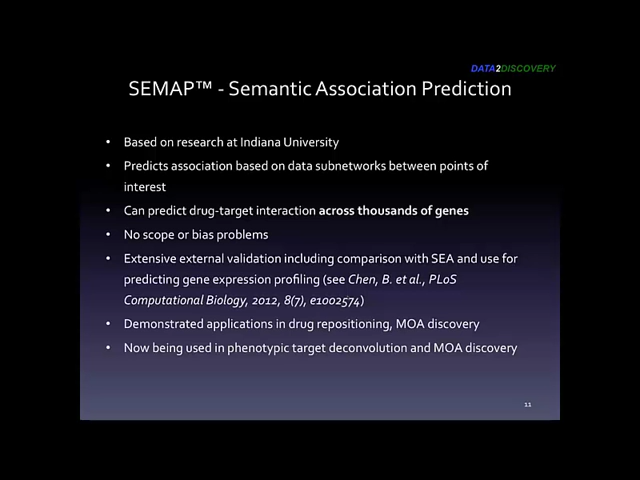 DATA2DISCOVERY
SEMAP™ - Semantic Association Prediction
• Based on research at Indiana University
• Predicts association based on data subnetworks between points of
interest
• Can predict drug-target interaction across thousands of genes
• No scope or bias problems
• Extensive external validation including comparison with SEA and use for
predicting gene expression profiling (see Chen, B. et al., PLoS
Computational Biology, 2012, 8(7), e1002574)
• Demonstrated applications in drug repositioning, MOA discovery
• Now being used in phenotypic target deconvolution and MOA discovery
11